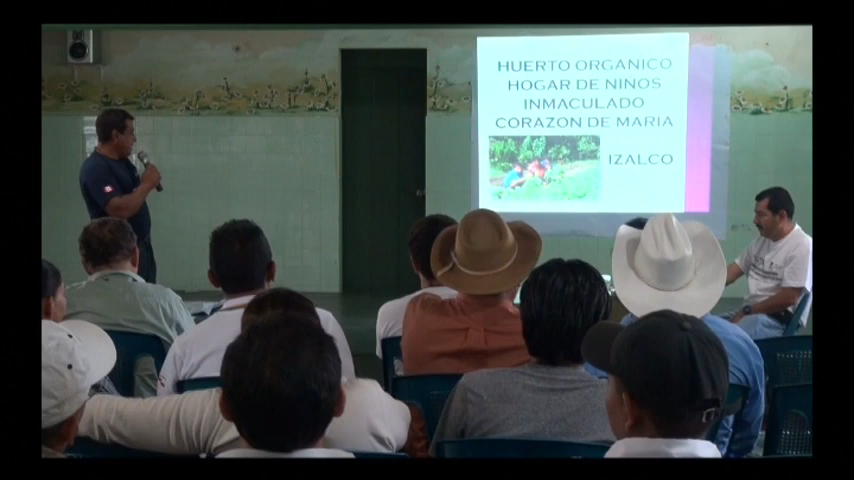 HUERTO ORGANICO
HOGAR DE NINOS
INMACULADO
CORAZON DE MARIA
IZALCO